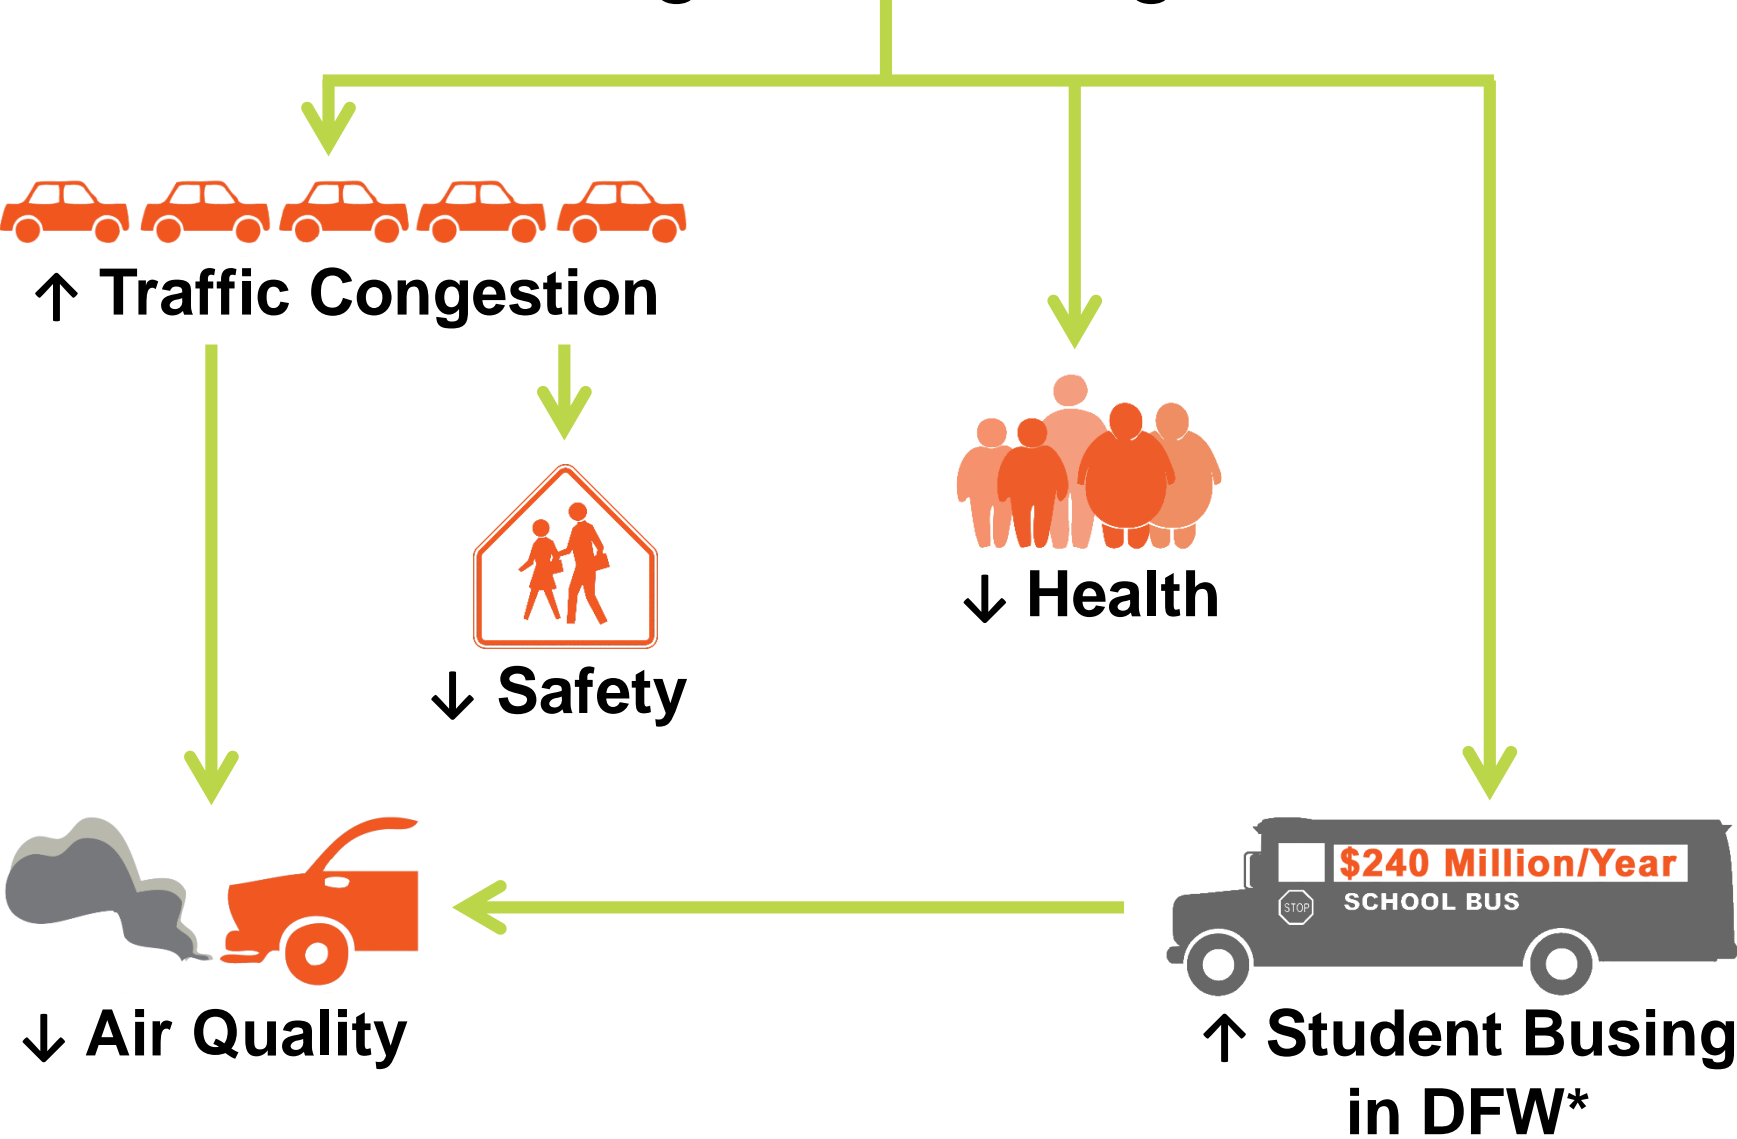 ↑ Traffic Congestion
↓ Safety
↓ Health
$240 Million/Year
STOP
SCHOOL BUS
↓ Air Quality
↑ Student Busing
in DFW*